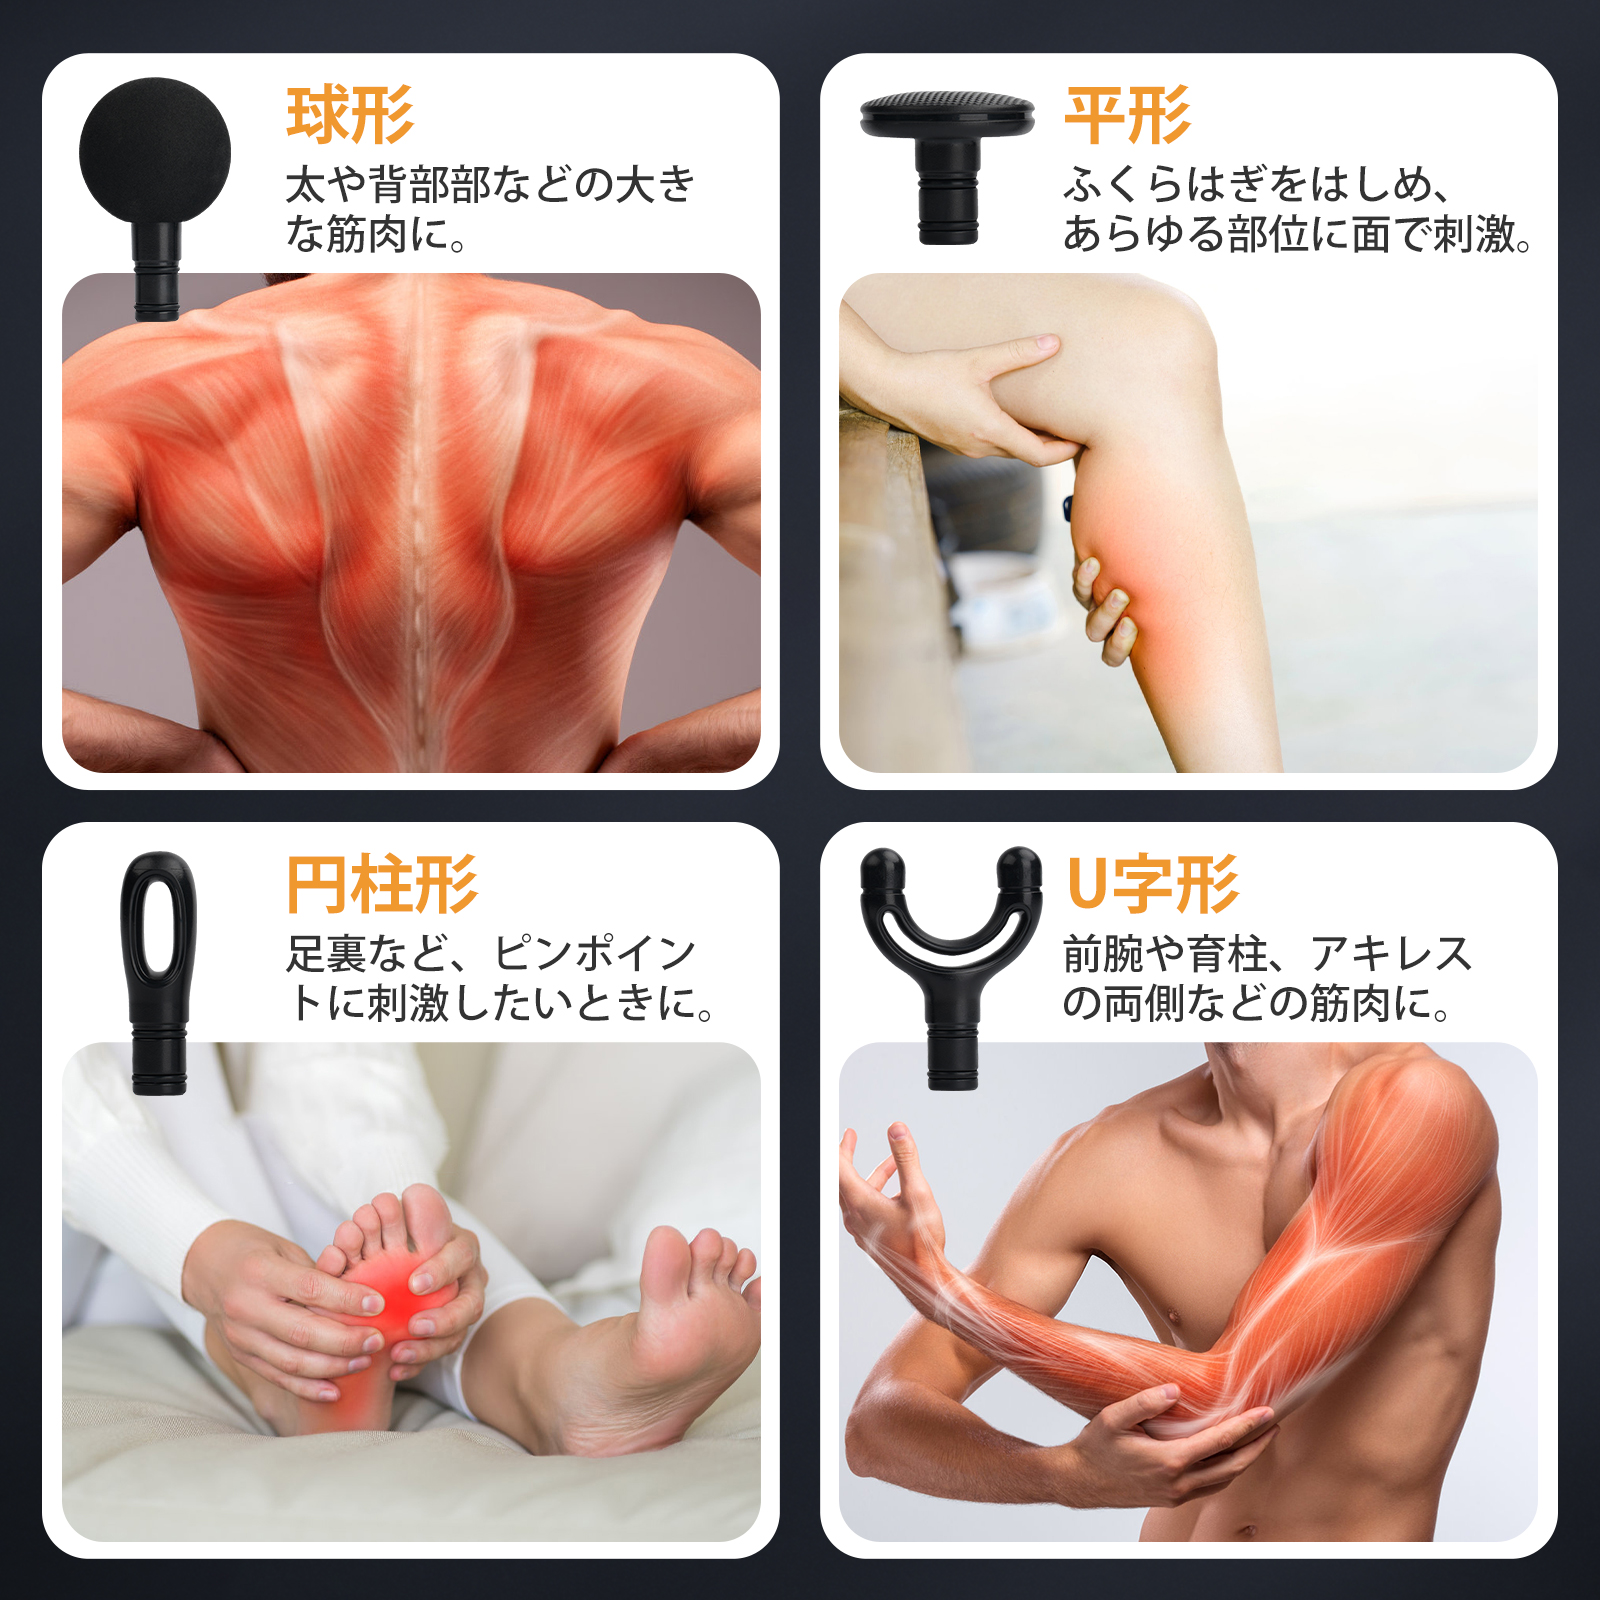 球形
太や背部部などの大き
な筋肉に。
平形
ふくらはぎをはじめ、
あらゆる部位に面で刺激。
円柱形
足裏など、ピンポイン
トに刺激したいときに。
U字形
前腕や育柱、アキレス
の両側などの筋肉に。